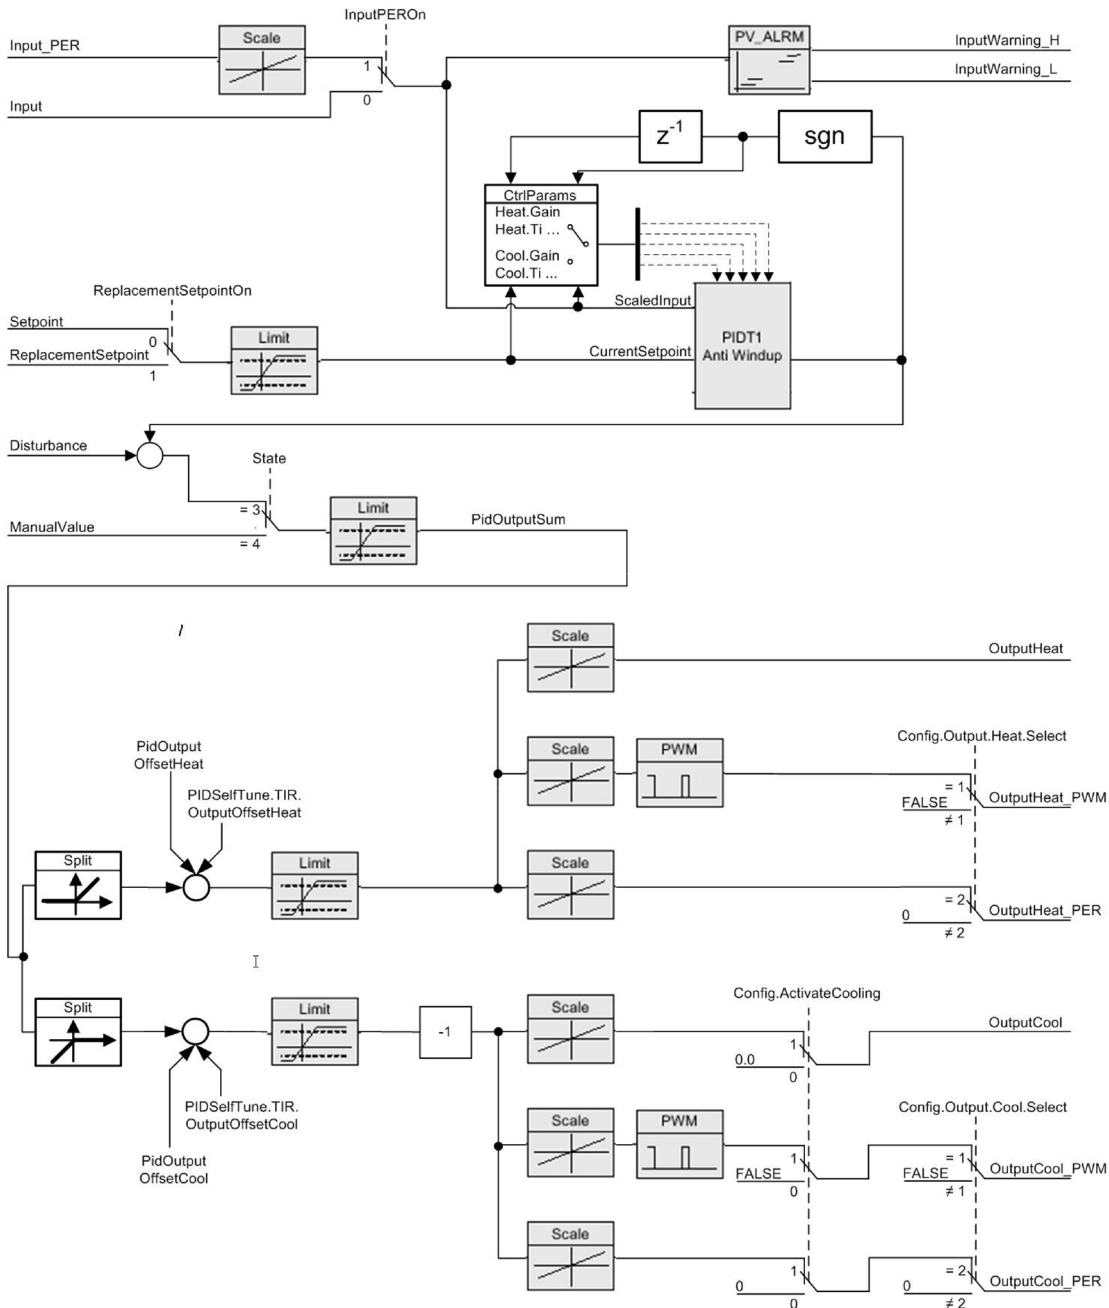 InputPEROn
Input_PER
Scale
PV_ALRM
InputWarning_H
1
InputWarning_L
Input
0
z-1
sgn
CtrlParams
Heat.Gain
Heat.Ti ...
Cool.Gain
Cool.Ti ...
ReplacementSetpointOn
ScaledInput
Setpoint
0
Limit
PIDT1
Anti Windup
ReplacementSetpoint
CurrentSetpoint
1
Disturbance
State
= 3
Limit
ManualValue
PidOutputSum
= 4
Scale
OutputHeat
Config.Output.Heat.Select
PidOutput
OffsetHeat
Scale
PWM
PIDSelfTune.TIR.
OutputOffsetHeat
= 1
FALSE
OutputHeat_PWM
≠ 1
Split
Limit
Scale
= 2
0
OutputHeat_PER
≠ 2
Config.ActivateCooling
Split
Limit
-1
Scale
OutputCool
1
0.0
0
PIDSelfTune.TIR.
OutputOffsetCool
Config.Output.Cool.Select
Scale
PWM
PidOutput
OffsetCool
1
FALSE
0
= 1
FALSE
OutputCool_PWM
≠ 1
Scale
1
0
0
= 2
0
OutputCool_PER
≠ 2